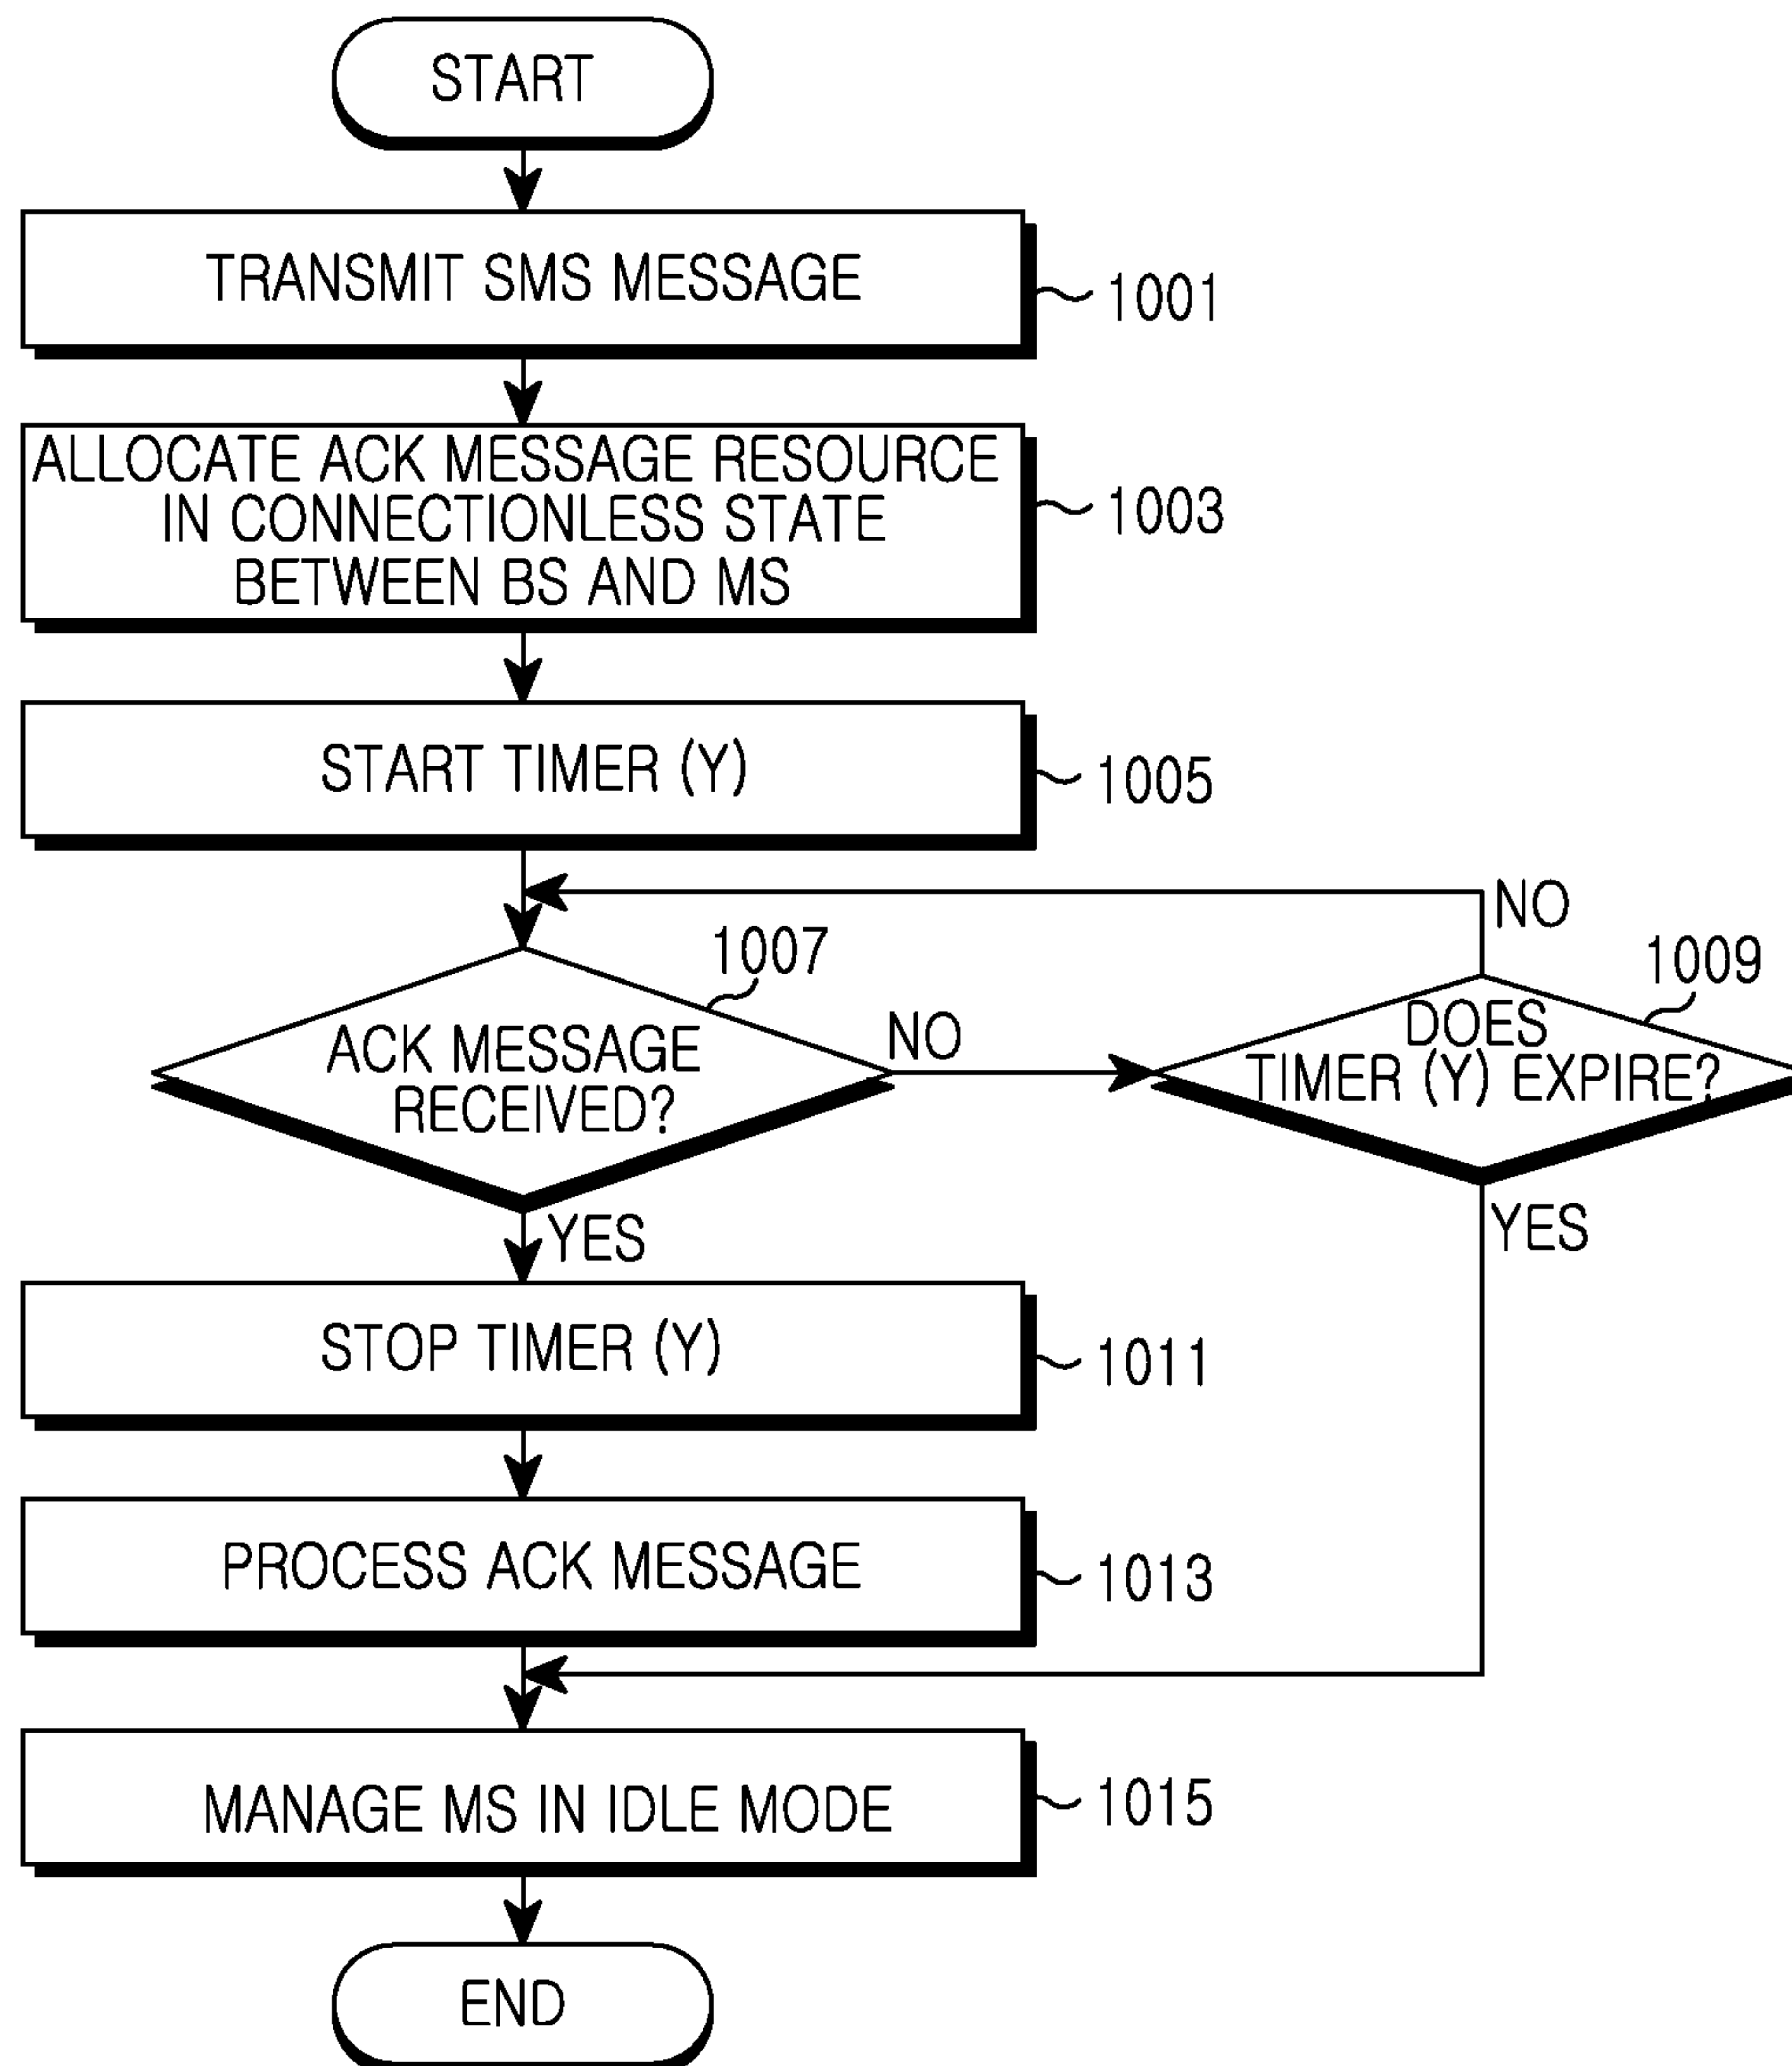 START
TRANSMIT SMS MESSAGE
1001
ALLOCATE ACK MESSAGE RESOURCE
IN CONNECTIONLESS STATE
BETWEEN BS AND MS
1003
START TIMER (Y)
1005
NO
1007
1009
ACK MESSAGE
RECEIVED?
NO
DOES
TIMER (Y) EXPIRE?
YES
YES
STOP TIMER (Y)
1011
PROCESS ACK MESSAGE
1013
MANAGE MS IN IDLE MODE
1015
END